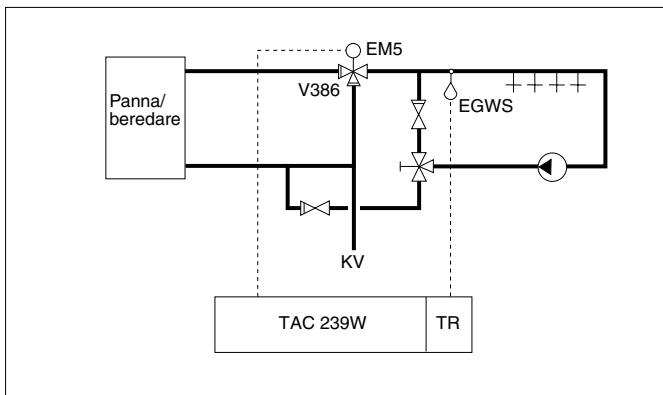 EM5
V386
Panna/
beredare
EGWS
KV
TAC 239W
TR